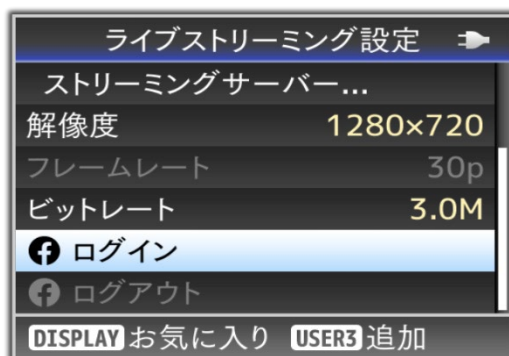 ライブストリーミング設定
ストリーミングサーバー...
解像度 1280×720
フレームレート 30p
ビットレート 3.0M
ログイン
ログアウト
DISPLAY お気に入り USER3 追加